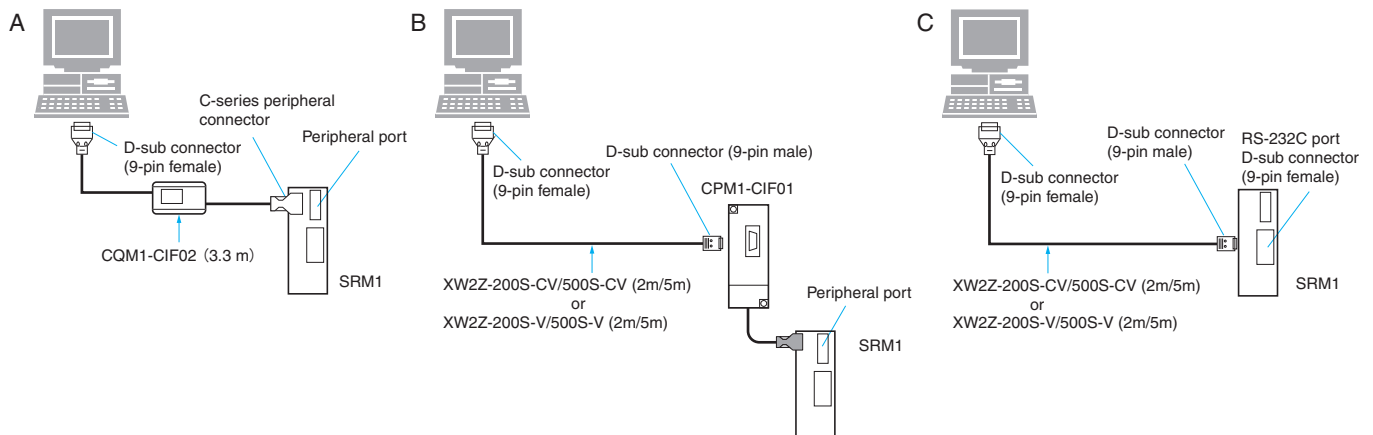 A
C-series peripheral
connector
Peripheral port
D-sub connector
(9-pin female)
CQM1-CIF02 (3.3 m)
SRM1
B
D-sub connector (9-pin male)
D-sub connector
(9-pin female)
CPM1-CIF01
XW2Z-200S-CV/500S-CV (2m/5m)
or
XW2Z-200S-V/500S-V (2m/5m)
Peripheral port
SRM1
C
D-sub connector
(9-pin male)
RS-232C port
D-sub connector
(9-pin female)
D-sub connector
(9-pin female)
XW2Z-200S-CV/500S-CV (2m/5m)
or
XW2Z-200S-V/500S-V (2m/5m)
SRM1